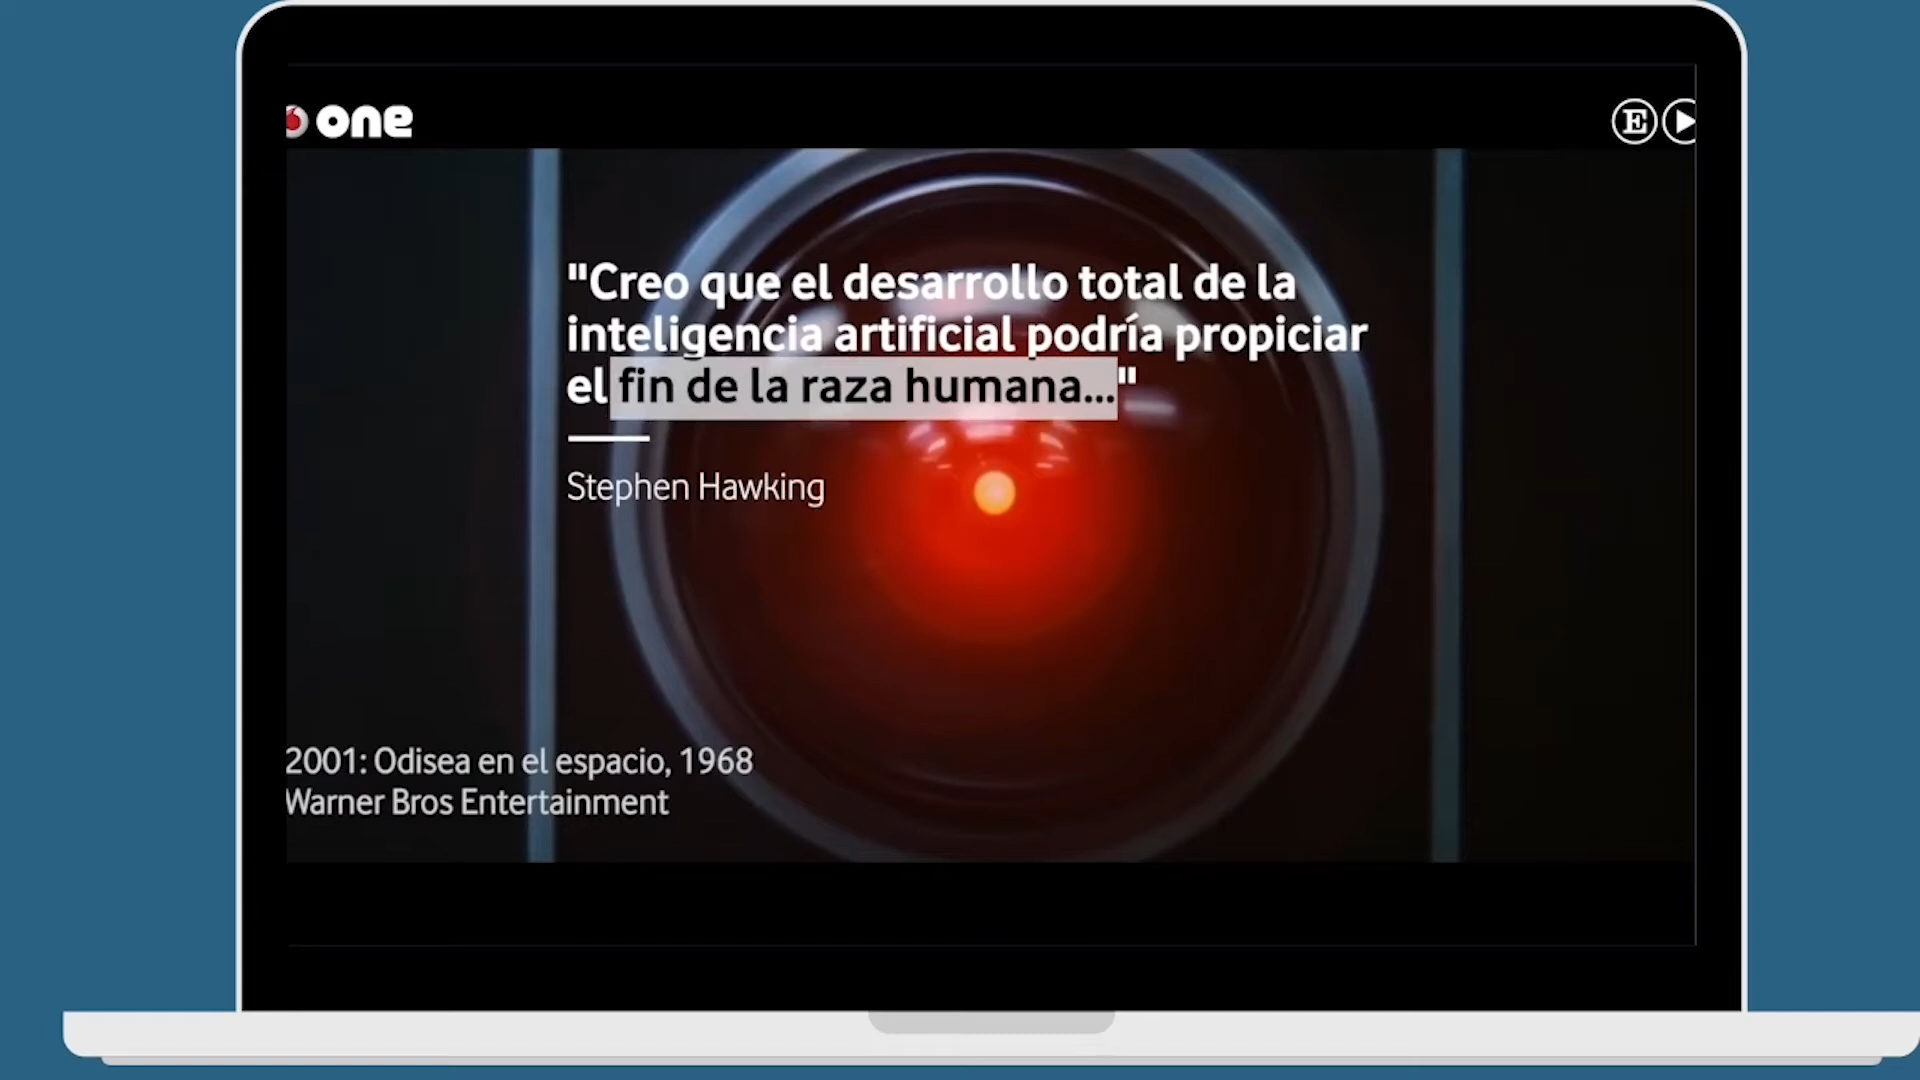 one
E
"Creo que el desarrollo total de la
inteligencia artificial podría propiciar
el fin de la raza humana..."
Stephen Hawking
2001: Odisea en el espacio, 1968
Warner Bros Entertainment